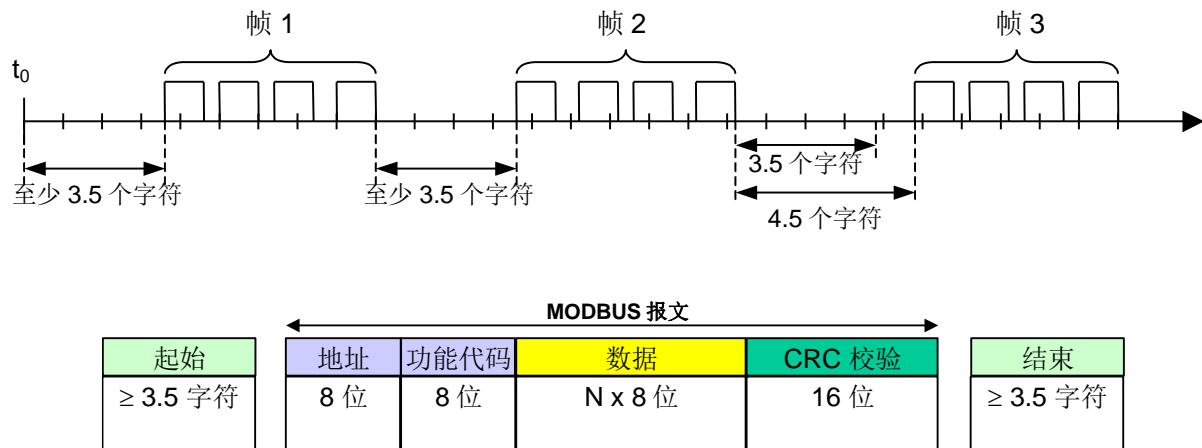 帧 1 帧 2 帧 3
t0
3.5 个字符
至少 3.5 个字符 至少 3.5 个字符
4.5 个字符
MODBUS 报文
起始 地址 功能代码 数据 CRC 校验 结束
≥ 3.5 字符 8 位 8 位 N x 8 位 16 位 ≥ 3.5 字符